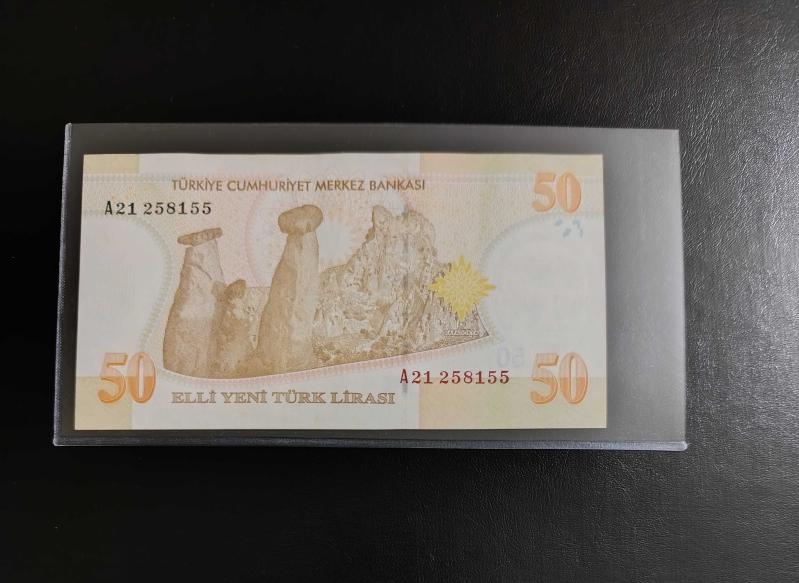 TÜRKİYE CUMHURİYET MERKEZ BANKASI
50
A21 258155
A21 258155
50
50
ELLİ YENİ TÜRK LİRASI